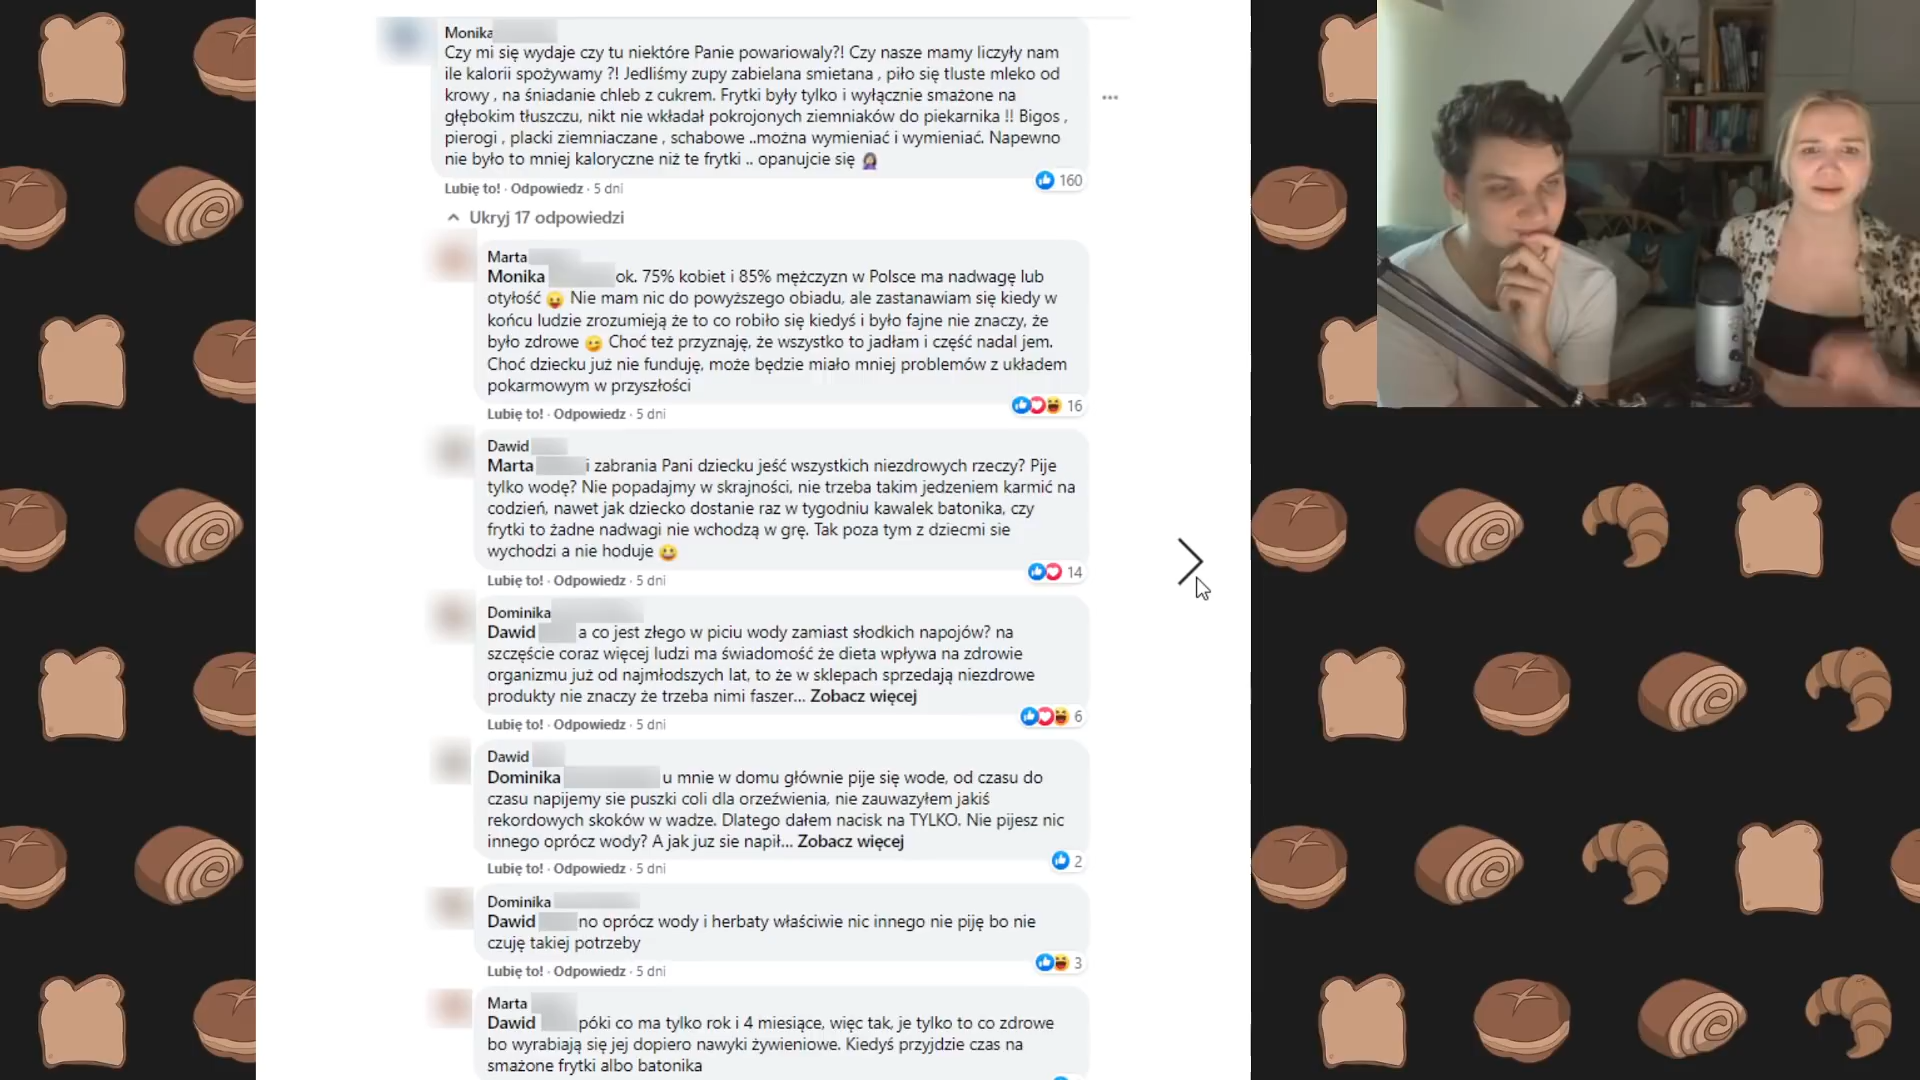 Monika
Czy mi się wydaje czy tu niektóre Panie powariowaly?! Czy nasze mamy liczyły nam
ile kalorii spożywamy ?! Jedliśmy zupy zabielana smietana , piło się tluste mleko od
krowy , na śniadanie chleb z cukrem. Frytki były tylko i wyłącznie smażone na
głębokim tłuszczu, nikt nie wkładał pokrojonych ziemniaków do piekarnika !! Bigos ,
pierogi , placki ziemniaczane , schabowe ..można wymieniać i wymieniać. Napewno
nie było to mniej kaloryczne niż te frytki .. opanujcie się 🤦🏼‍♀️
160
Lubię to! · Odpowiedz · 5 dni
Ukryj 17 odpowiedzi
Marta
Monika ok. 75% kobiet i 85% mężczyzn w Polsce ma nadwagę lub
otyłość 😛 Nie mam nic do powyższego obiadu, ale zastanawiam się kiedy w
końcu ludzie zrozumieją że to co robiło się kiedyś i było fajne nie znaczy, że
było zdrowe 😉 Choć też przyznaję, że wszystko to jadłam i część nadal jem.
Choć dziecku już nie funduję, może będzie miało mniej problemów z układem
pokarmowym w przyszłości
16
Lubię to! · Odpowiedz · 5 dni
Dawid
Marta i zabrania Pani dziecku jeść wszystkich niezdrowych rzeczy? Pije
tylko wodę? Nie popadajmy w skrajności, nie trzeba takim jedzeniem karmić na
codzień, nawet jak dziecko dostanie raz w tygodniu kawalek batonika, czy
frytki to żadne nadwagi nie wchodzą w grę. Tak poza tym z dziecmi sie
wychodzi a nie hoduje 😃
14
Lubię to! · Odpowiedz · 5 dni
Dominika
Dawid a co jest złego w piciu wody zamiast słodkich napojów? na
szczęście coraz więcej ludzi ma świadomość że dieta wpływa na zdrowie
organizmu już od najmłodszych lat, to że w sklepach sprzedają niezdrowe
produkty nie znaczy że trzeba nimi faszer... Zobacz więcej
6
Lubię to! · Odpowiedz · 5 dni
Dawid
Dominika u mnie w domu głównie pije się wode, od czasu do
czasu napijemy sie puszki coli dla orzeźwienia, nie zauwazyłem jakiś
rekordowych skoków w wadze. Dlatego dałem nacisk na TYLKO. Nie pijesz nic
innego oprócz wody? A jak juz sie napił... Zobacz więcej
2
Lubię to! · Odpowiedz · 5 dni
Dominika
Dawid no oprócz wody i herbaty właściwie nic innego nie piję bo nie
czuję takiej potrzeby
3
Lubię to! · Odpowiedz · 5 dni
Marta
Dawid póki co ma tylko rok i 4 miesiące, więc tak, je tylko to co zdrowe
bo wyrabiają się jej dopiero nawyki żywieniowe. Kiedyś przyjdzie czas na
smażone frytki albo batonika